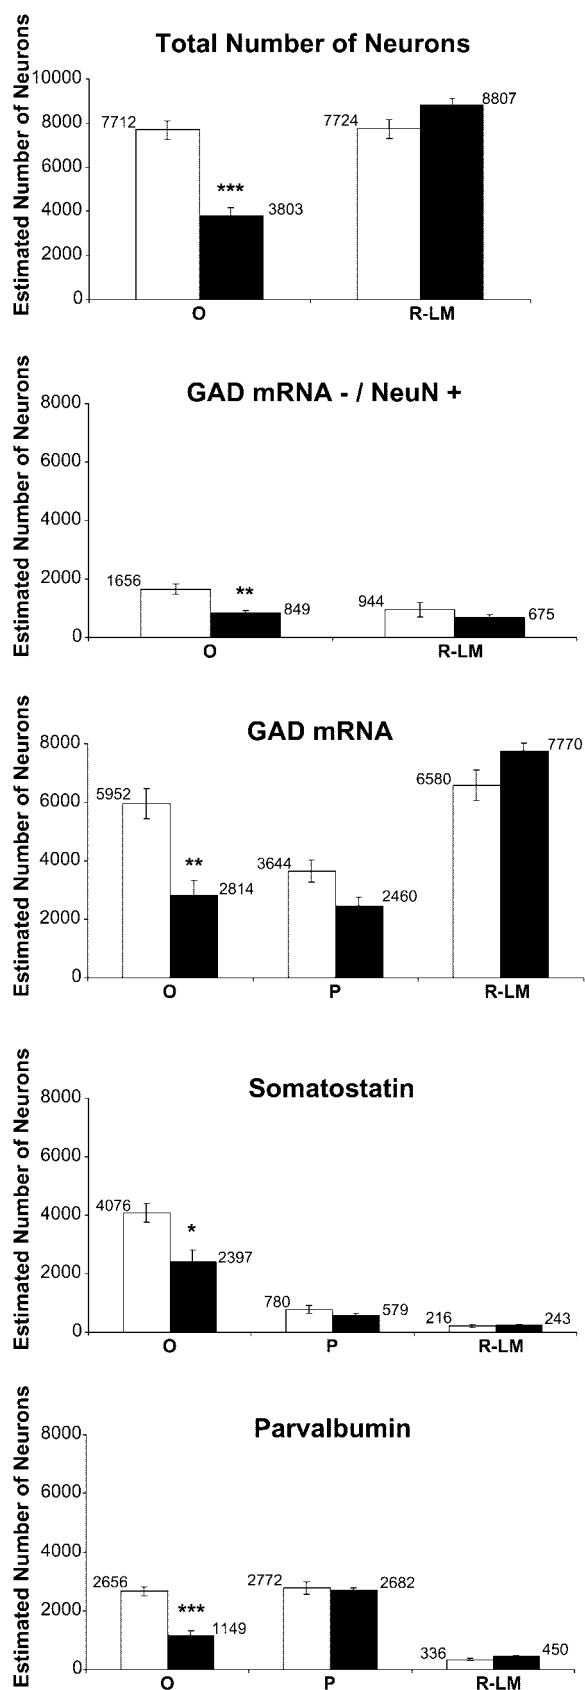 Total Number of Neurons
Estimated Number of Neurons
10000
8000
6000
4000
2000
0
7712
***
3803
7724
8807
O
R-LM
GAD mRNA - / NeuN +
Estimated Number of Neurons
8000
6000
4000
2000
0
1656
**
849
944
675
O
R-LM
GAD mRNA
Estimated Number of Neurons
8000
6000
4000
2000
0
5952
**
2814
3644
2460
6580
7770
O
P
R-LM
Somatostatin
Estimated Number of Neurons
8000
6000
4000
2000
0
4076
*
2397
780
579
216
243
O
P
R-LM
Parvalbumin
Estimated Number of Neurons
8000
6000
4000
2000
0
2656
***
1149
2772
2682
336
450
O
P
R-LM